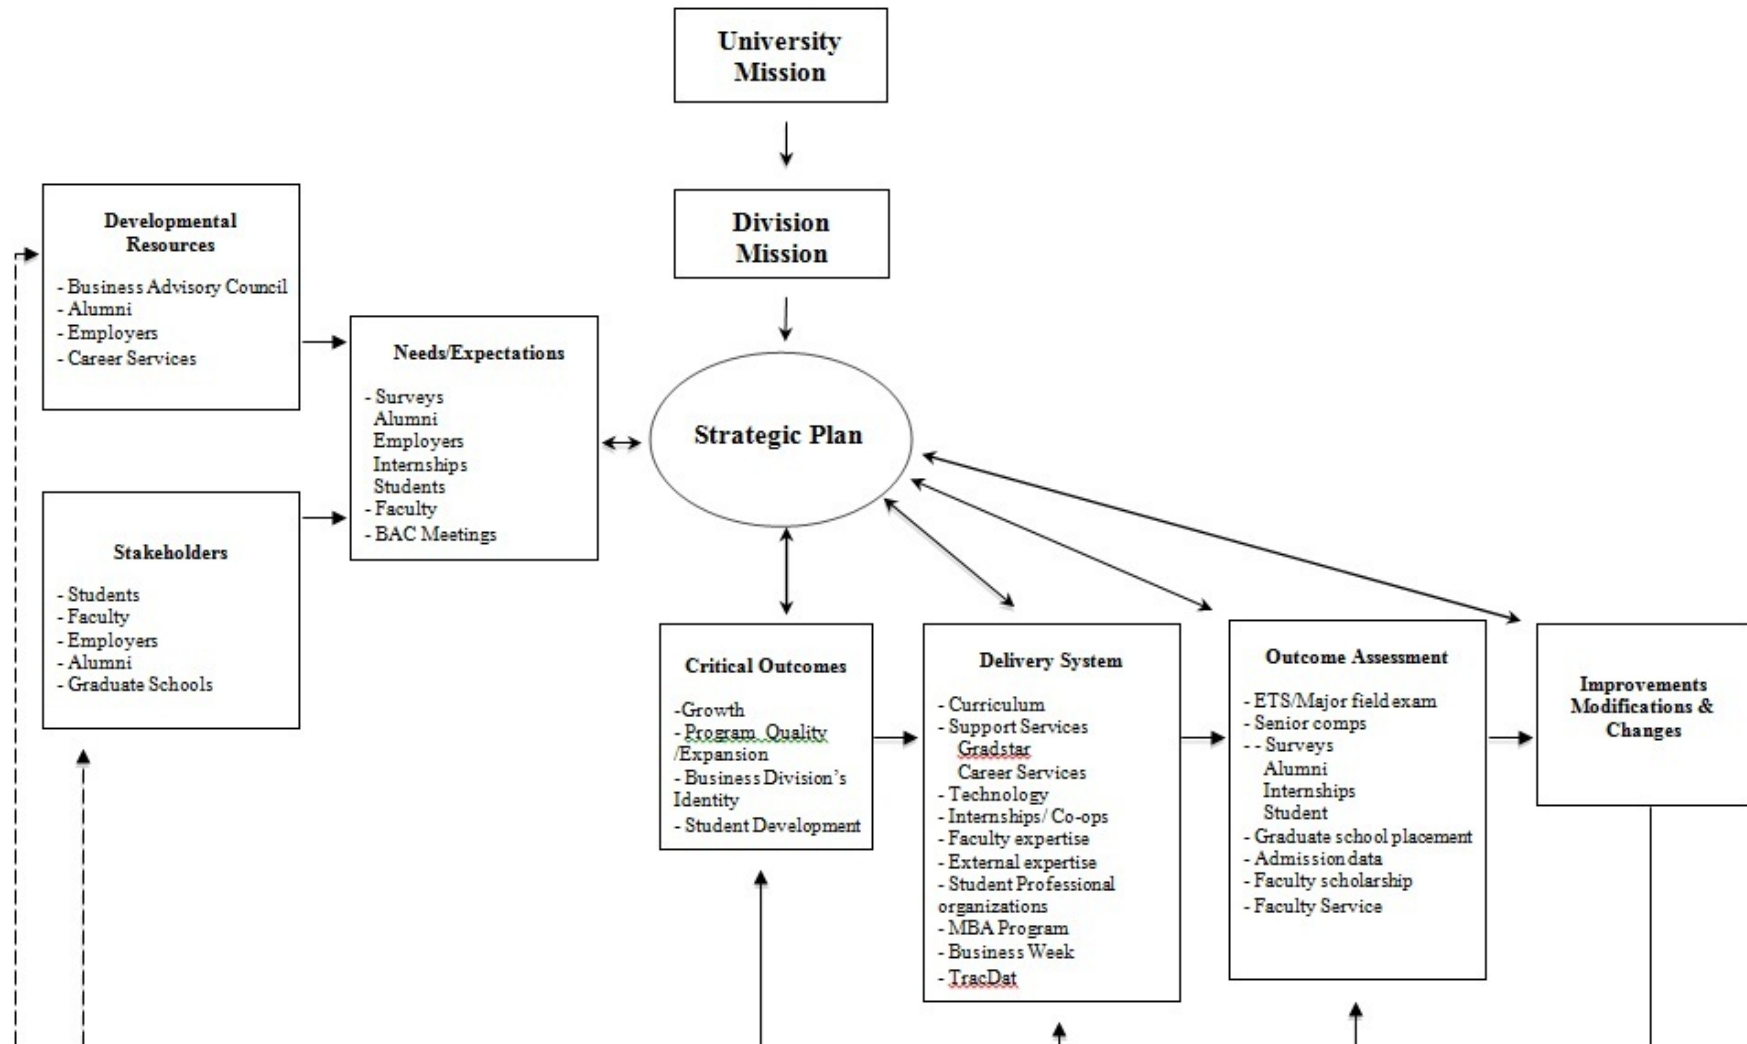 University
Mission
Division
Mission
Developmental
Resources
- Business Advisory Council
- Alumni
- Employers
- Career Services
Needs/Expectations
- Surveys
Alumni
Employers
Internships
Students
- Faculty
- BAC Meetings
Strategic Plan
Stakeholders
- Students
- Faculty
- Employers
- Alumni
- Graduate Schools
Critical Outcomes
-Growth
- Program Quality
/Expansion
- Business Division's
Identity
- Student Development
Delivery System
- Curriculum
- Support Services
Gradstar
Career Services
- Technology
- Internships/ Co-ops
- Faculty expertise
- External expertise
- Student Professional
organizations
- MBA Program
- Business Week
- TracDat
Outcome Assessment
- ETS/Major field exam
- Senior comps
- - Surveys
Alumni
Internships
Student
- Graduate school placement
- Admission data
- Faculty scholarship
- Faculty Service
Improvements
Modifications &
Changes